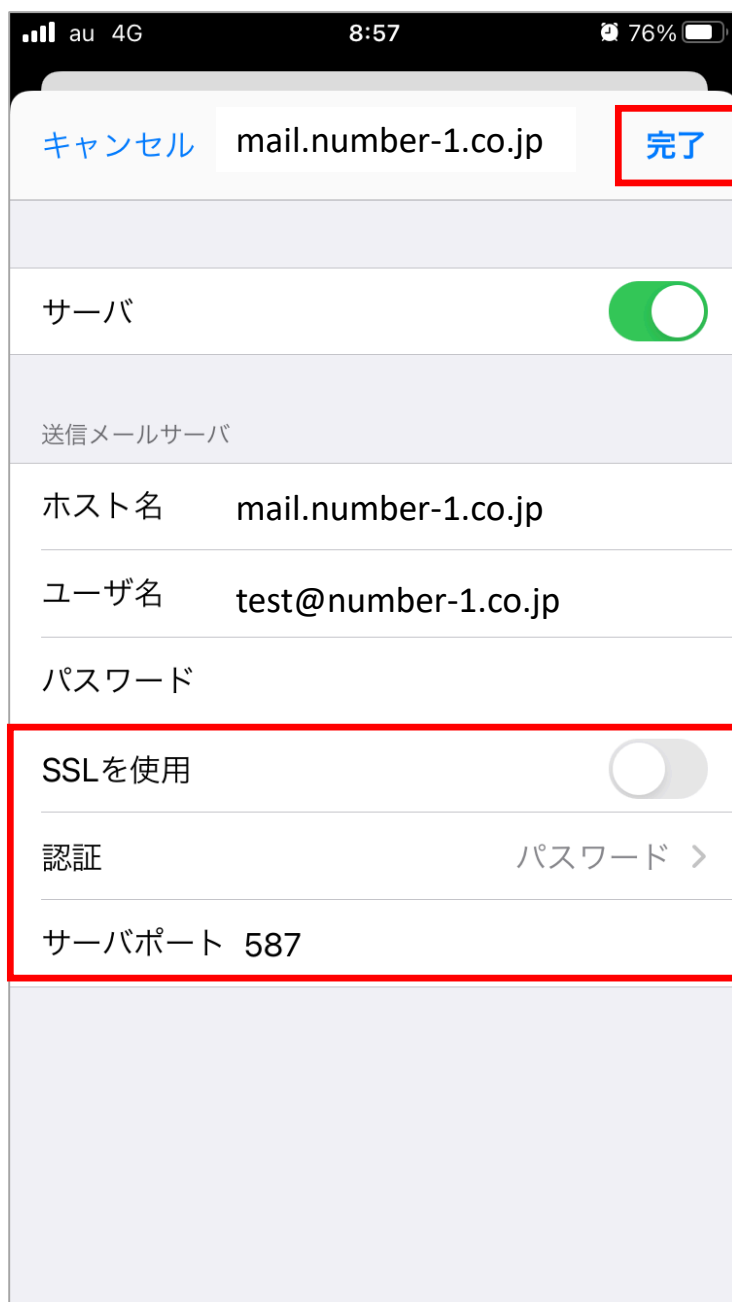 au 4G 8:57 76%
キャンセル mail.number-1.co.jp 完了
サーバ
送信メールサーバ
ホスト名 mail.number-1.co.jp
ユーザ名 test@number-1.co.jp
パスワード
SSLを使用
認証 パスワード
サーバポート 587